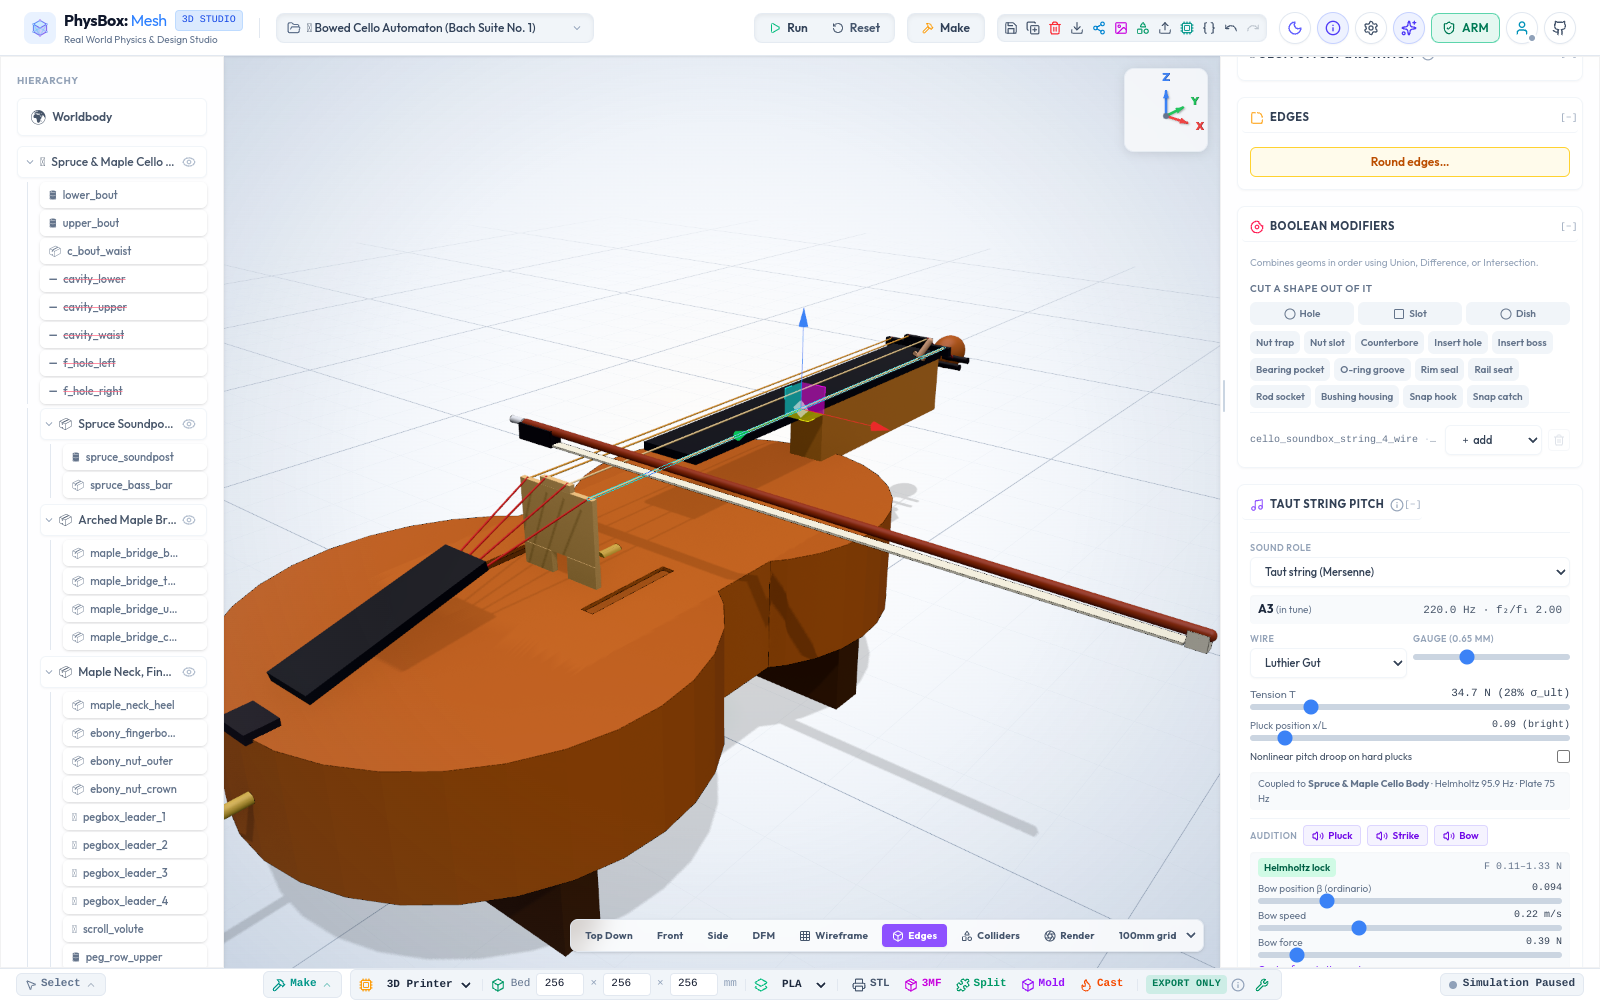 PhysBox: Mesh
3D STUDIO
Real World Physics & Design Studio
Bowed Cello Automaton (Bach Suite No. 1)
Run
Reset
Make
ARM
HIERARCHY
Worldbody
Spruce & Maple Cello ...
lower_bout
upper_bout
c_bout_waist
cavity_lower
cavity_upper
cavity_waist
f_hole_left
f_hole_right
Spruce Soundpo...
spruce_soundpost
spruce_bass_bar
Arched Maple Br...
maple_bridge_b...
maple_bridge_t...
maple_bridge_u...
maple_bridge_c...
Maple Neck, Fin...
maple_neck_heel
ebony_fingerbo...
ebony_nut_outer
ebony_nut_crown
pegbox_leader_1
pegbox_leader_2
pegbox_leader_3
pegbox_leader_4
scroll_volute
peg_row_upper
Z
Y
X
Top Down
Front
Side
DFM
Wireframe
Edges
Colliders
Render
100mm grid
EDGES
[-]
Round edges...
BOOLEAN MODIFIERS
[-]
Combines geoms in order using Union, Difference, or Intersection.
CUT A SHAPE OUT OF IT
Hole
Slot
Dish
Nut trap
Nut slot
Counterbore
Insert hole
Insert boss
Bearing pocket
O-ring groove
Rim seal
Rail seat
Rod socket
Bushing housing
Snap hook
Snap catch
cello_soundbox_string_4_wire ·…
+ add
TAUT STRING PITCH
[-]
SOUND ROLE
Taut string (Mersenne)
A3 (in tune)
220.0 Hz · f₂/f₁ 2.00
WIRE
GAUGE (0.65 MM)
Luthier Gut
Tension T
34.7 N (28% σ_ult)
Pluck position x/L
0.09 (bright)
Nonlinear pitch droop on hard plucks
Coupled to Spruce & Maple Cello Body · Helmholtz 95.9 Hz · Plate 75
Hz
AUDITION
Pluck
Strike
Bow
Helmholtz lock
F 0.11–1.33 N
Bow position β (ordinario)
0.094
Bow speed
0.22 m/s
Bow force
0.39 N
Select
Make
3D Printer
Bed
256
×
256
×
256
mm
PLA
STL
3MF
Split
Mold
Cast
EXPORT ONLY
Simulation Paused